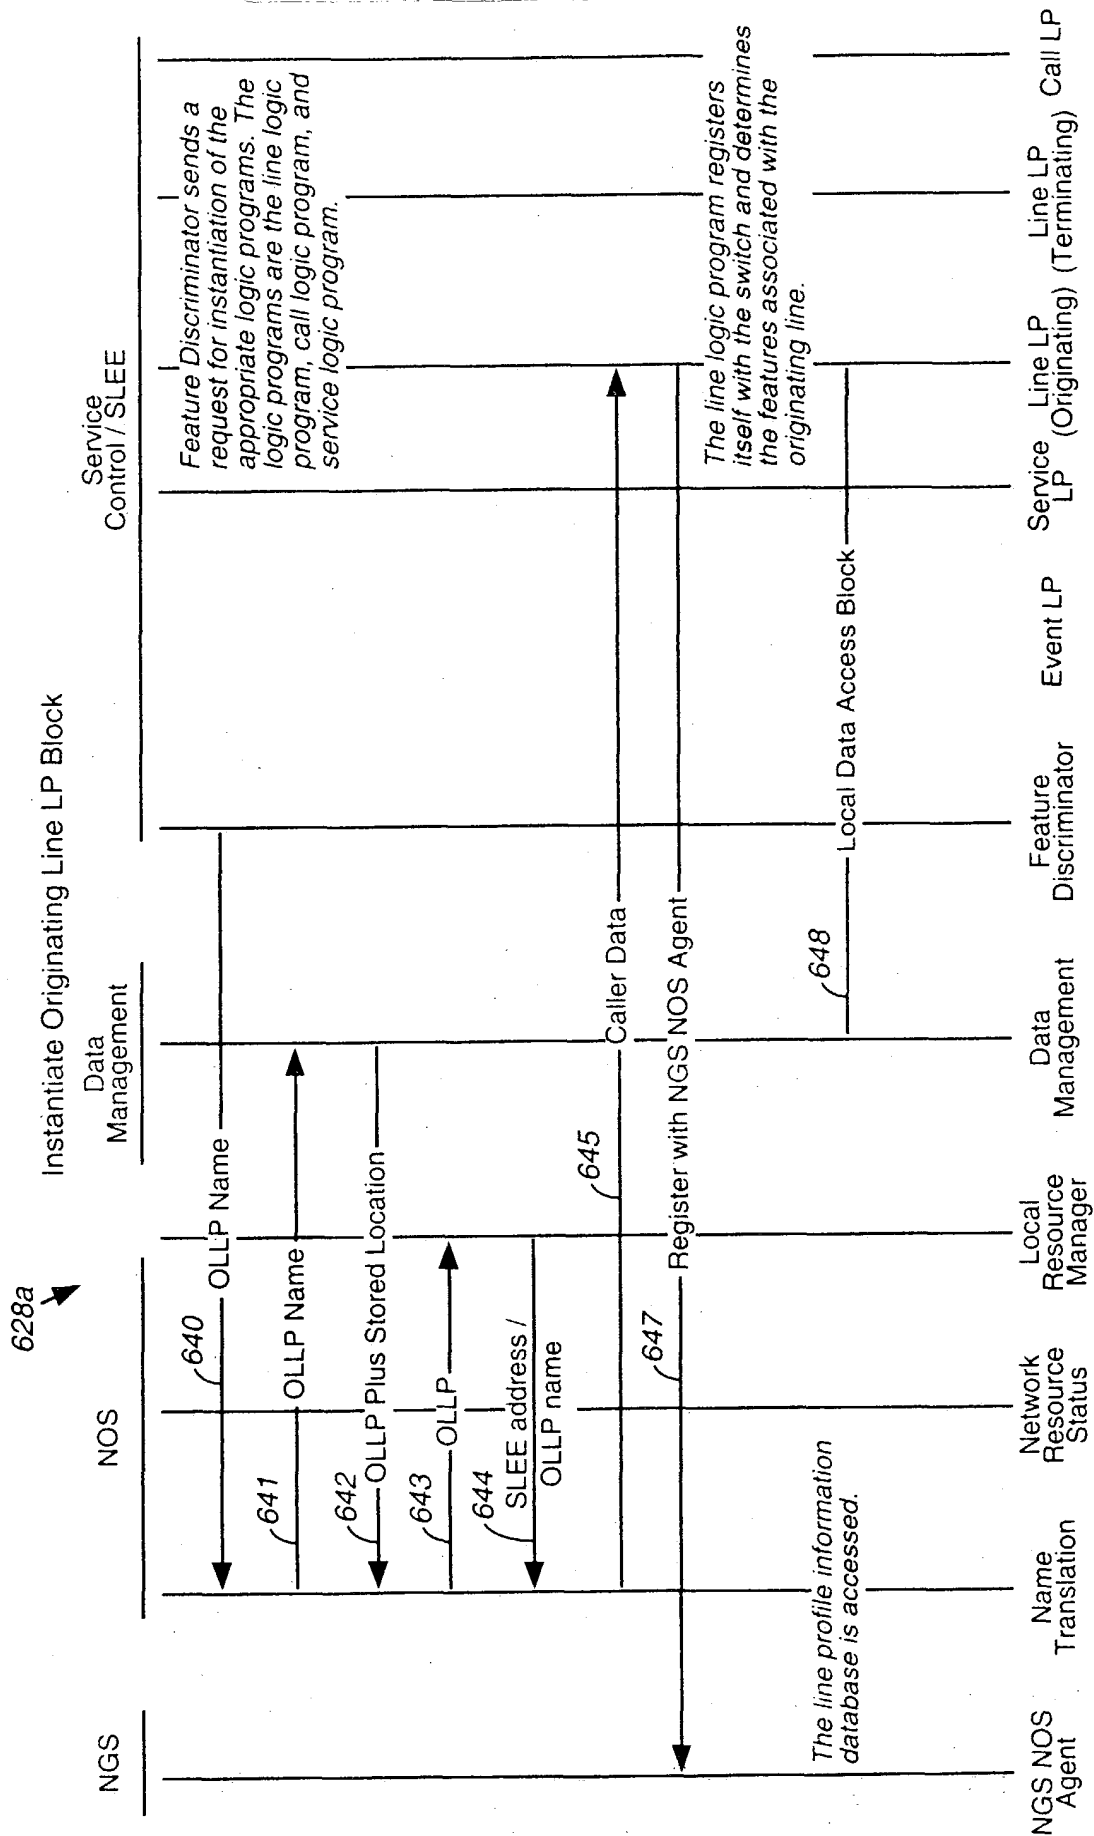 628a
Instantiate Originating Line LP Block
NGS
NOS
Data
Management
Service
Control / SLEE
Feature Discriminator sends a
request for instantiation of the
appropriate logic programs. The
logic programs are the line logic
program, call logic program, and
service logic program.
640
OLLP Name
641
OLLP Name
642
OLLP Plus Stored Location
643
OLLP
644
SLEE address /
OLLP name
645
Caller Data
647
Register with NGS NOS Agent
The line logic program registers
itself with the switch and determines
the features associated with the
originating line.
The line profile information
database is accessed.
648
Local Data Access Block
NGS NOS
Agent
Name
Translation
Network
Resource
Status
Local
Resource
Manager
Data
Management
Feature
Discriminator
Event LP
Service
LP
Line LP
(Originating)
Line LP
(Terminating)
Call LP